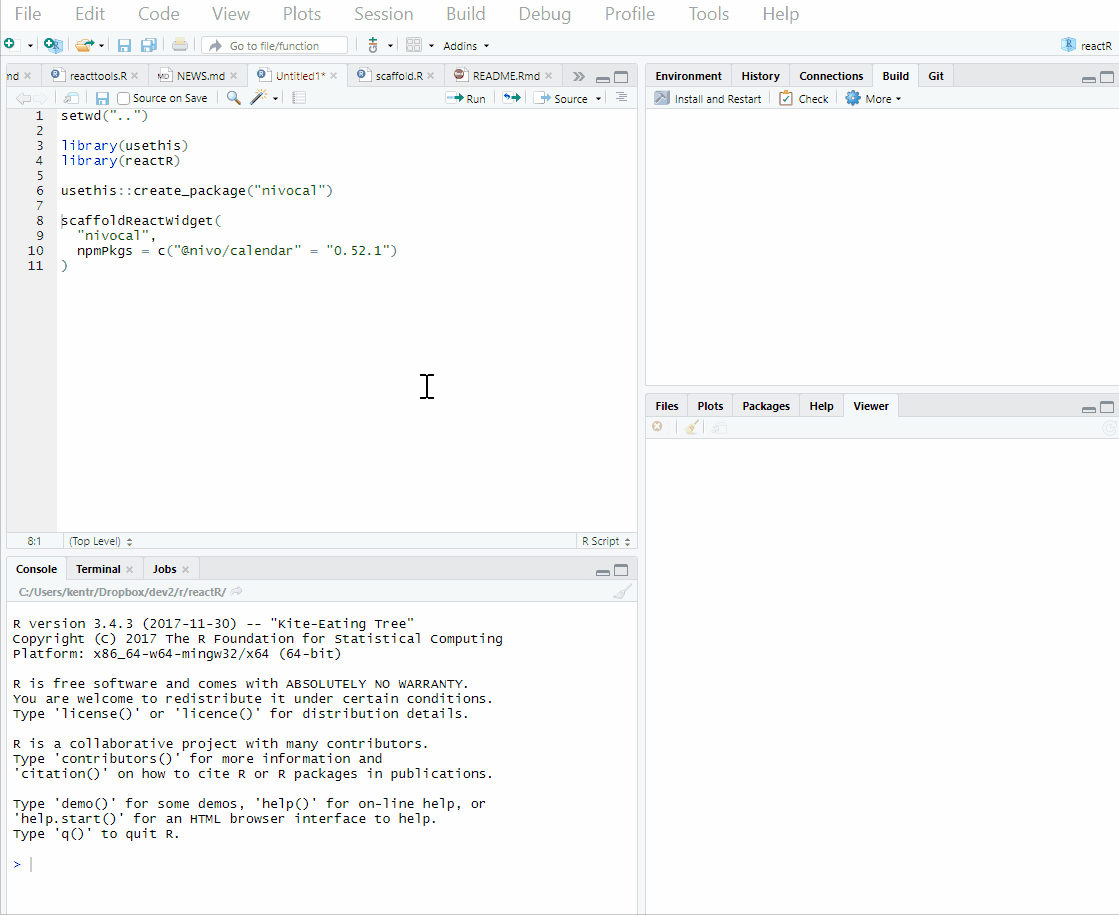 File Edit Code View Plots Session Build Debug Profile Tools Help
Go to file/function Addins reactR
nd reacttools.R NEWS.md Untitled1* scaffold.R README.Rmd
Source on Save Run Source
1 setwd("..")
2
3 library(usethis)
4 library(reactR)
5
6 usethis::create_package("nivocal")
7
8 scaffoldReactWidget(
9 "nivocal",
10 npmPkgs = c("@nivo/calendar" = "0.52.1")
11 )
8:1 (Top Level) R Script
Console Terminal Jobs
C:/Users/kentr/Dropbox/dev2/r/reactR/
R version 3.4.3 (2017-11-30) -- "Kite-Eating Tree"
Copyright (C) 2017 The R Foundation for Statistical Computing
Platform: x86_64-w64-mingw32/x64 (64-bit)
R is free software and comes with ABSOLUTELY NO WARRANTY.
You are welcome to redistribute it under certain conditions.
Type 'license()' or 'licence()' for distribution details.
R is a collaborative project with many contributors.
Type 'contributors()' for more information and
'citation()' on how to cite R or R packages in publications.
Type 'demo()' for some demos, 'help()' for on-line help, or
'help.start()' for an HTML browser interface to help.
Type 'q()' to quit R.
>
Environment History Connections Build Git
Install and Restart Check More
Files Plots Packages Help Viewer